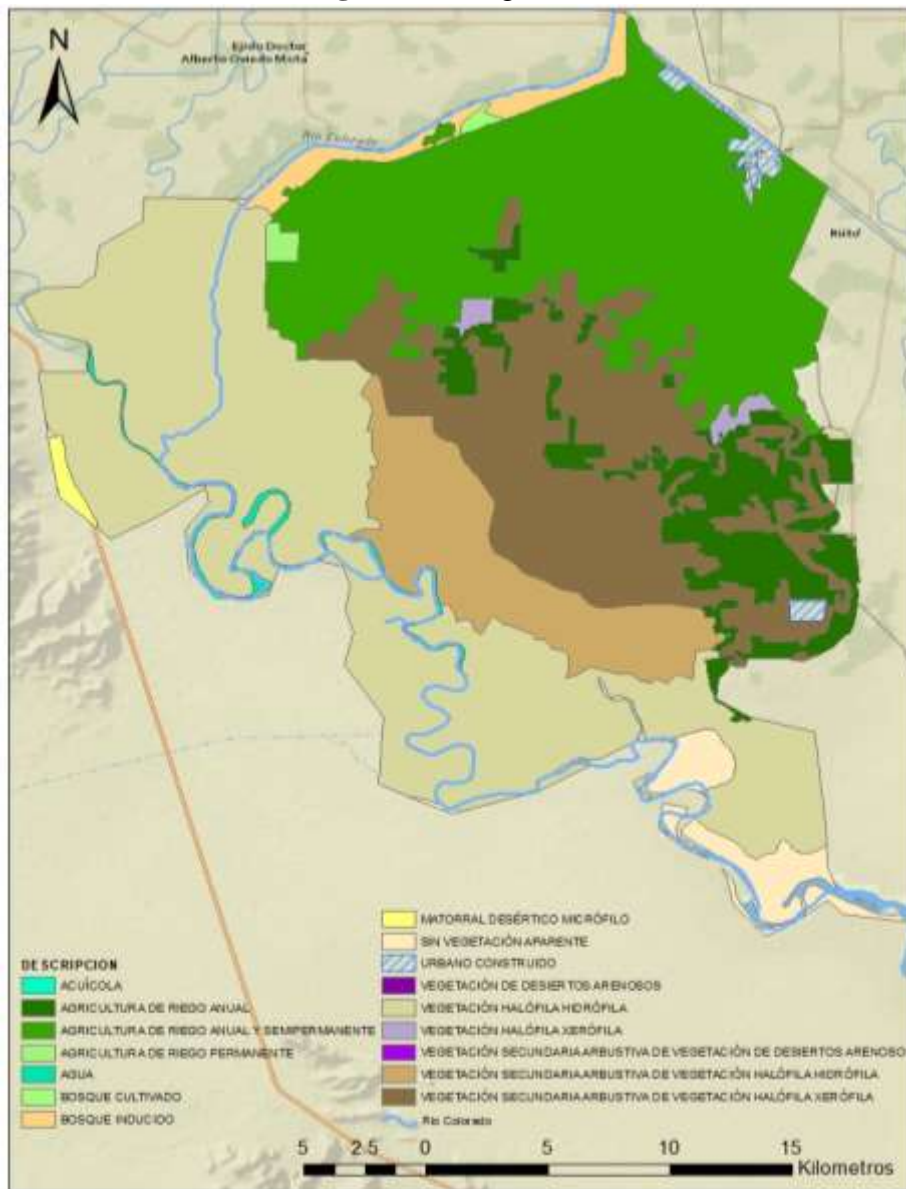 N
Ejido Doctor
Alberto Oviedo Mota
Río Colorado
Riíto
DESCRIPCION
ACUÍCOLA
AGRICULTURA DE RIEGO ANUAL
AGRICULTURA DE RIEGO ANUAL Y SEMIPERMANENTE
AGRICULTURA DE RIEGO PERMANENTE
AGUA
BOSQUE CULTIVADO
BOSQUE INDUCIDO
MATORRAL DESÉRTICO MICRÓFILO
SIN VEGETACIÓN APARENTE
URBANO CONSTRUIDO
VEGETACIÓN DE DESIERTOS ARENOSOS
VEGETACIÓN HALÓFILA HIDRÓFILA
VEGETACIÓN HALÓFILA XERÓFILA
VEGETACIÓN SECUNDARIA ARBUSTIVA DE VEGETACIÓN DE DESIERTOS ARENOSO
VEGETACIÓN SECUNDARIA ARBUSTIVA DE VEGETACIÓN HALÓFILA HIDRÓFILA
VEGETACIÓN SECUNDARIA ARBUSTIVA DE VEGETACIÓN HALÓFILA XERÓFILA
Río Colorado
5 2.5 0 5 10 15
Kilometros